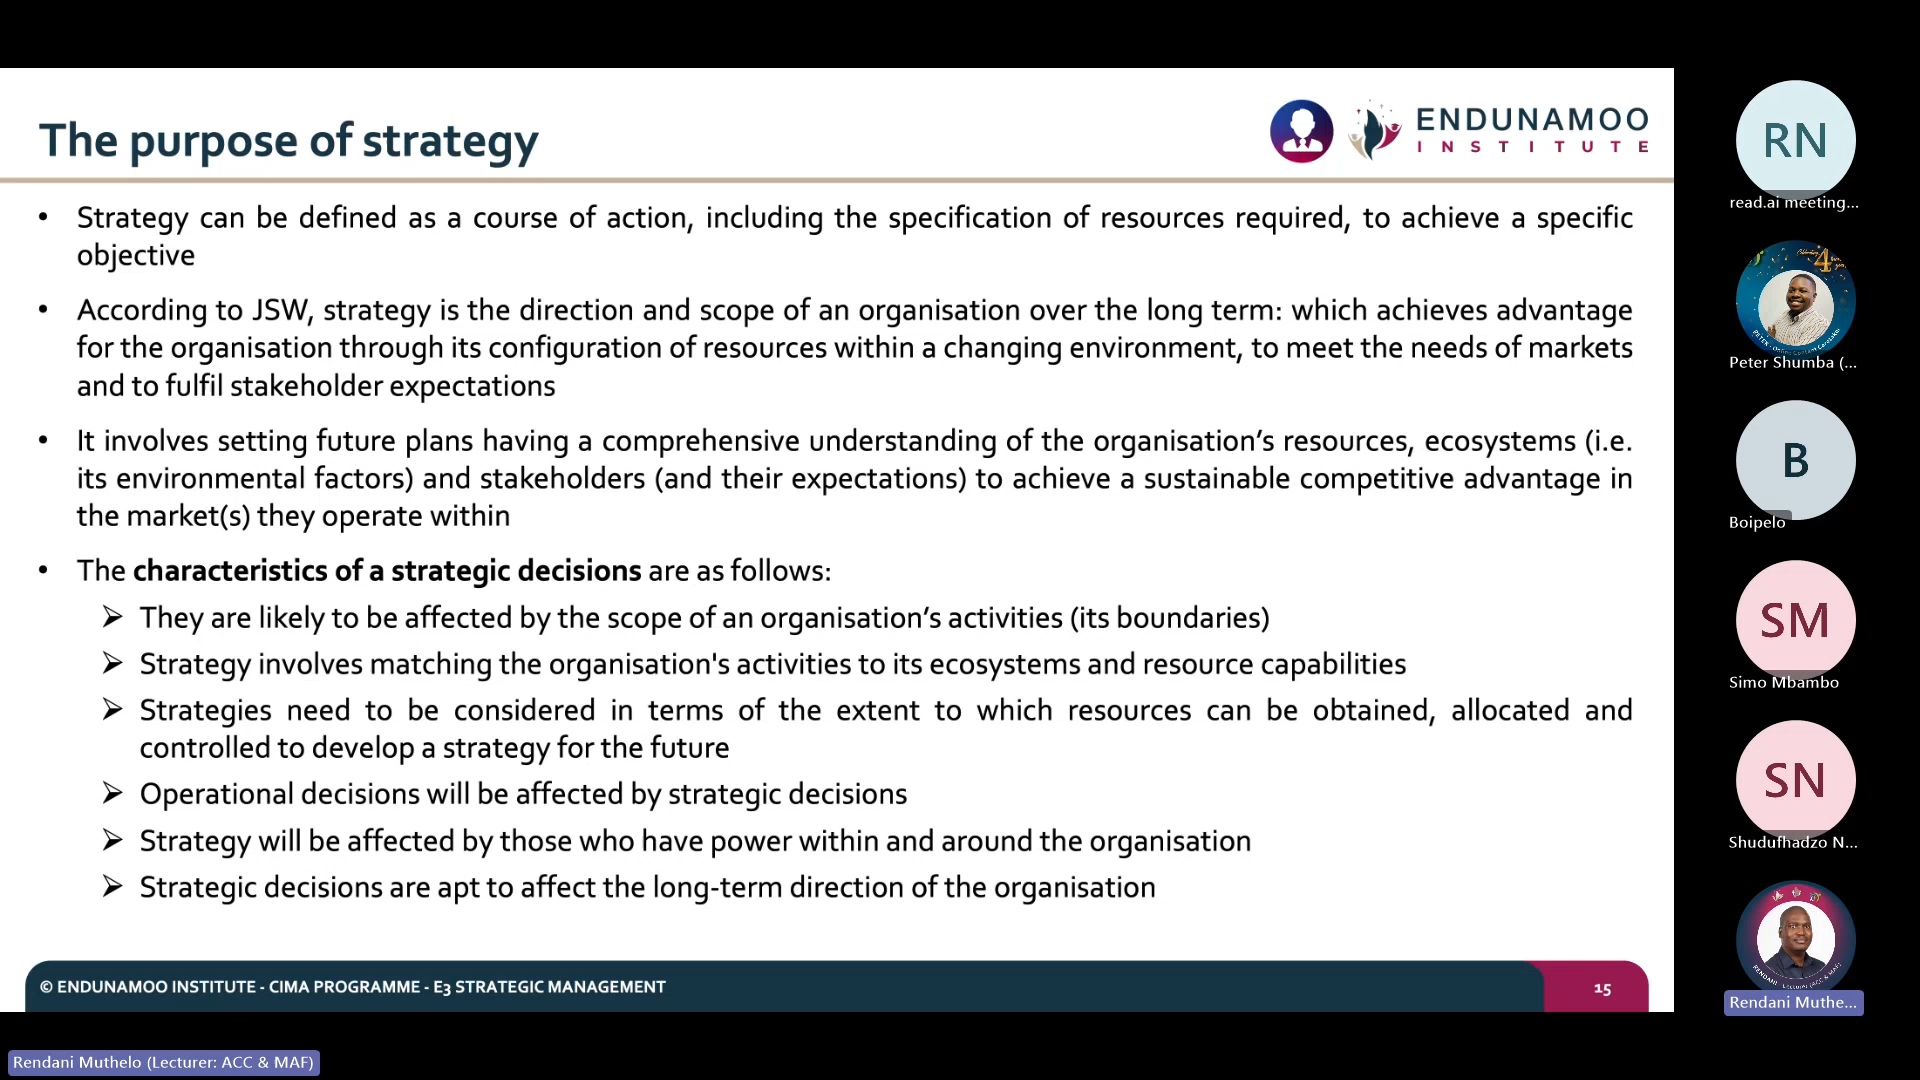 The purpose of strategy
ENDUNAMOO
INSTITUTE
• Strategy can be defined as a course of action, including the specification of resources required, to achieve a specific
objective
• According to JSW, strategy is the direction and scope of an organisation over the long term: which achieves advantage
for the organisation through its configuration of resources within a changing environment, to meet the needs of markets
and to fulfil stakeholder expectations
• It involves setting future plans having a comprehensive understanding of the organisation’s resources, ecosystems (i.e.
its environmental factors) and stakeholders (and their expectations) to achieve a sustainable competitive advantage in
the market(s) they operate within
• The characteristics of a strategic decisions are as follows:
➢ They are likely to be affected by the scope of an organisation’s activities (its boundaries)
➢ Strategy involves matching the organisation's activities to its ecosystems and resource capabilities
➢ Strategies need to be considered in terms of the extent to which resources can be obtained, allocated and
controlled to develop a strategy for the future
➢ Operational decisions will be affected by strategic decisions
➢ Strategy will be affected by those who have power within and around the organisation
➢ Strategic decisions are apt to affect the long-term direction of the organisation
© ENDUNAMOO INSTITUTE - CIMA PROGRAMME - E3 STRATEGIC MANAGEMENT
15
RN
read.ai meeting...
Peter Shumba (...
B
Boipelo
SM
Simo Mbambo
SN
Shudufhadzo N...
Rendani Muthe...
Rendani Muthelo (Lecturer: ACC & MAF)